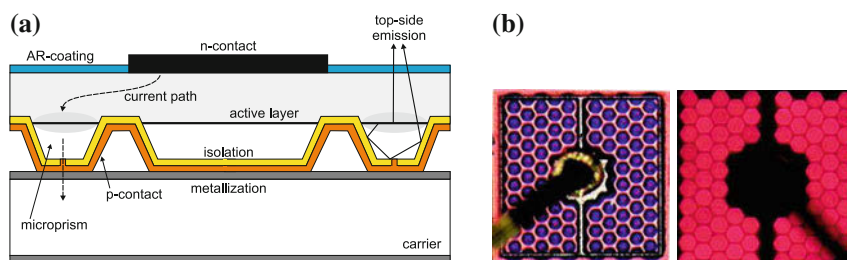 (a)
n-contact
top-side
emission
AR-coating
current path
active layer
isolation
p-contact
metallization
microprism
carrier
(b)